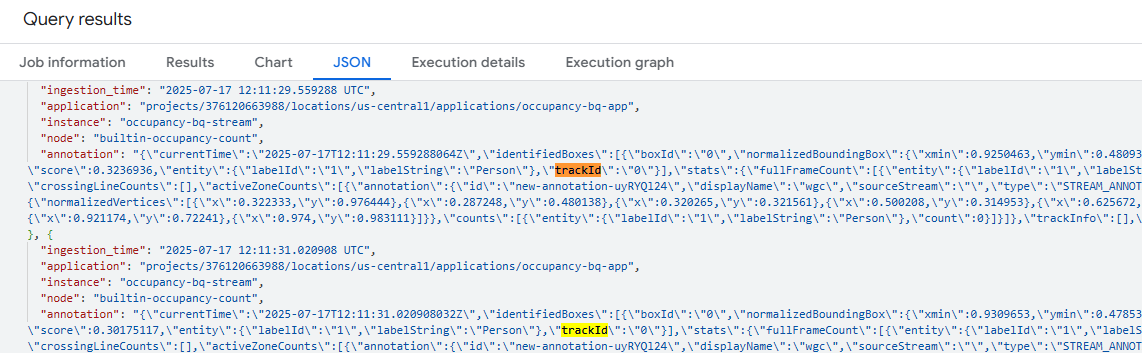 Query results
Job information Results Chart JSON Execution details Execution graph
"ingestion_time": "2025-07-17 12:11:29.559288 UTC",
"application": "projects/376120663988/locations/us-central1/applications/occupancy-bq-app",
"instance": "occupancy-bq-stream",
"node": "builtin-occupancy-count",
"annotation": "{\"currentTime\":\"2025-07-17T12:11:29.559288064Z\",\"identifiedBoxes\":[{\"boxId\":\"0\",\"normalizedBoundingBox\":{\"xmin\":0.9250463,\"ymin\":0.48093
\"score\":0.3236936,\"entity\":{\"labelId\":\"1\",\"labelString\":\"Person\"},\"trackId\":\"0\"}],\"stats\":{\"fullFrameCount\":[{\"entity\":{\"labelId\":\"1\",\"labelSt
\"crossingLineCounts\":[],\"activeZoneCounts\":[{\"annotation\":{\"id\":\"new-annotation-uyRYQl24\",\"displayName\":\"wgc\",\"sourceStream\":\"\",\"type\":\"STREAM_ANNOT
{\"normalizedVertices\":[{\"x\":0.322333,\"y\":0.976444},{\"x\":0.287248,\"y\":0.480138},{\"x\":0.320265,\"y\":0.321561},{\"x\":0.500208,\"y\":0.314953},{\"x\":0.625672,
{\"x\":0.921174,\"y\":0.72241},{\"x\":0.974,\"y\":0.983111}]}},\"counts\":[{\"entity\":{\"labelId\":\"1\",\"labelString\":\"Person\"},\"count\":0}]}]},\"trackInfo\":[],\
}, {
"ingestion_time": "2025-07-17 12:11:31.020908 UTC",
"application": "projects/376120663988/locations/us-central1/applications/occupancy-bq-app",
"instance": "occupancy-bq-stream",
"node": "builtin-occupancy-count",
"annotation": "{\"currentTime\":\"2025-07-17T12:11:31.020908032Z\",\"identifiedBoxes\":[{\"boxId\":\"0\",\"normalizedBoundingBox\":{\"xmin\":0.9309653,\"ymin\":0.47853
\"score\":0.30175117,\"entity\":{\"labelId\":\"1\",\"labelString\":\"Person\"},\"trackId\":\"0\"}],\"stats\":{\"fullFrameCount\":[{\"entity\":{\"labelId\":\"1\",\"labelS
\"crossingLineCounts\":[],\"activeZoneCounts\":[{\"annotation\":{\"id\":\"new-annotation-uyRYQl24\",\"displayName\":\"wgc\",\"sourceStream\":\"\",\"type\":\"STREAM_ANNOT